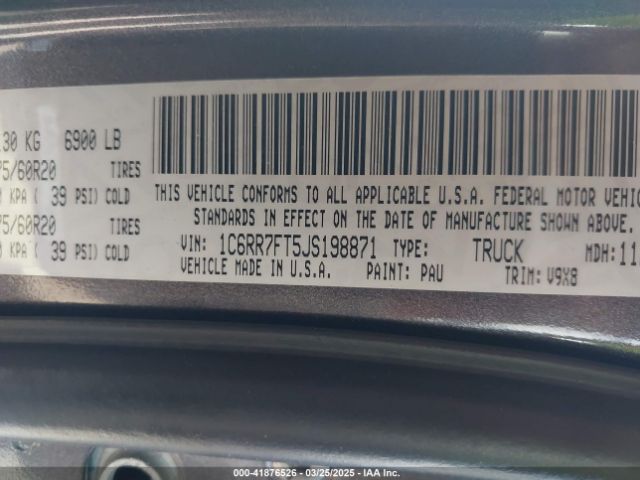 30 KG 6900 LB
5/60R20 TIRES
KPA ( 39 PSI) COLD
5/60R20 TIRES
KPA ( 39 PSI) COLD
THIS VEHICLE CONFORMS TO ALL APPLICABLE U.S.A. FEDERAL MOTOR VEHIC
STANDARDS IN EFFECT ON THE DATE OF MANUFACTURE SHOWN ABOVE.
VIN: 1C6RR7FT5JS198871 TYPE: TRUCK MDH: 11
VEHICLE MADE IN U.S.A. PAINT: PAU TRIM: V9X8
000-41876526 - 03/25/2025 - IAA Inc.